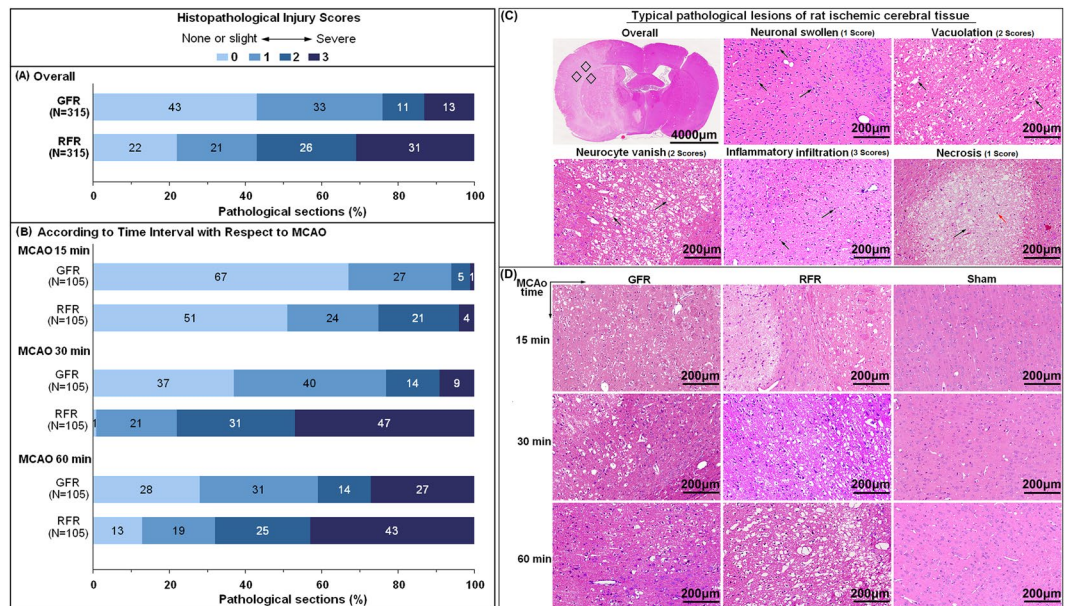 Histopathological Injury Scores
None or slight Severe
0 1 2 3
(A) Overall
GFR
(N=315)
43 33 11 13
RFR
(N=315)
22 21 26 31
0 20 40 60 80 100
Pathological sections (%)
(B) According to Time Interval with Respect to MCAO
MCAO 15 min
GFR
(N=105)
67 27 5 1
RFR
(N=105)
51 24 21 4
MCAO 30 min
GFR
(N=105)
37 40 14 9
RFR
(N=105)
1 21 31 47
MCAO 60 min
GFR
(N=105)
28 31 14 27
RFR
(N=105)
13 19 25 43
0 20 40 60 80 100
Pathological sections (%)
(C) Typical pathological lesions of rat ischemic cerebral tissue
Overall Neuronal swollen (1 Score) Vacuolation (2 Scores)
4000μm 200μm 200μm
Neurocyte vanish (2 Scores) Inflammatory infiltration (3 Scores) Necrosis (1 Score)
200μm 200μm 200μm
(D) MCAo time GFR RFR Sham
15 min 200μm 200μm 200μm
30 min 200μm 200μm 200μm
60 min 200μm 200μm 200μm